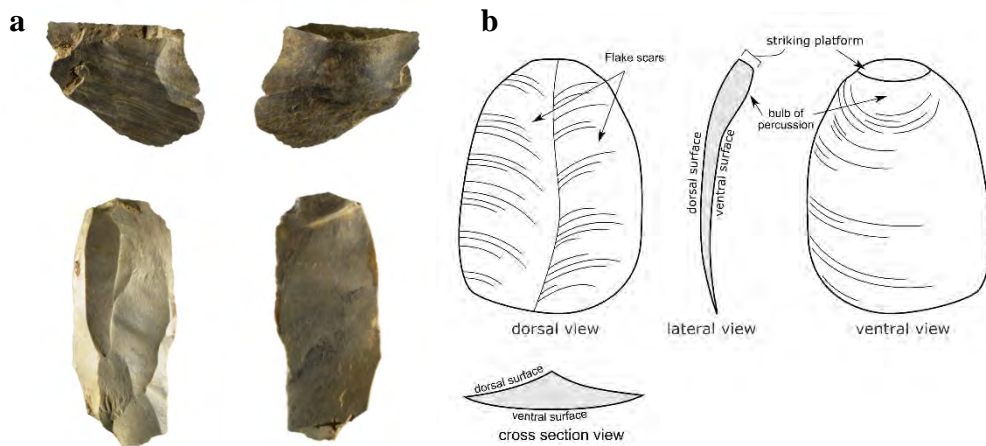 a
b
striking platform
Flake scars
bulb of
percussion
dorsal surface
ventral surface
dorsal view
lateral view
ventral view
dorsal surface
ventral surface
cross section view